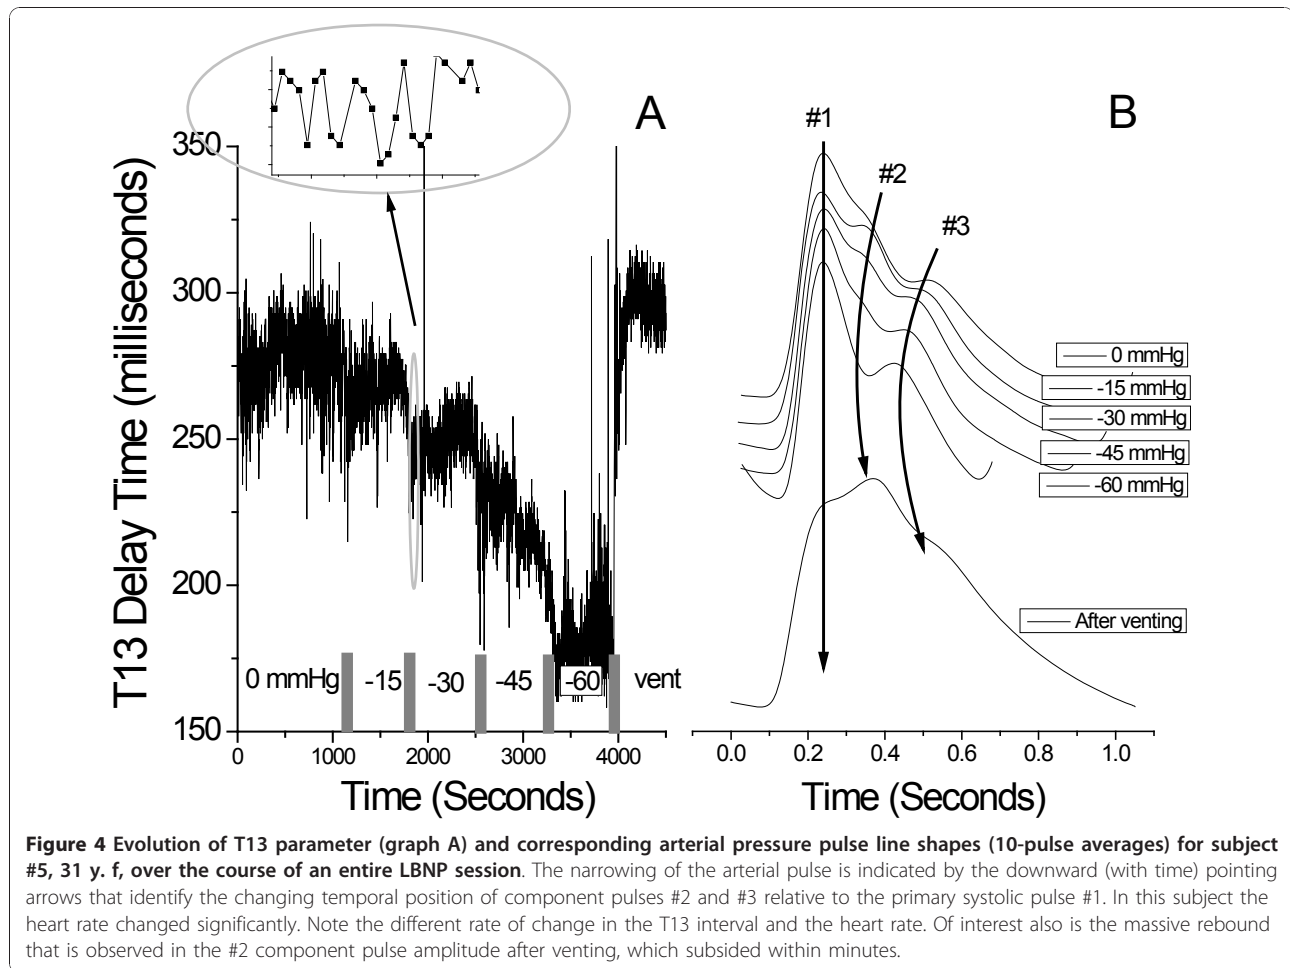 A
B
#1
#2
#3
350
300
250
200
150
T13 Delay Time (milliseconds)
0 mmHg
-15
-30
-45
-60
vent
0
1000
2000
3000
4000
Time (Seconds)
0 mmHg
-15 mmHg
-30 mmHg
-45 mmHg
-60 mmHg
After venting
0.0
0.2
0.4
0.6
0.8
1.0
Time (Seconds)
Figure 4 Evolution of T13 parameter (graph A) and corresponding arterial pressure pulse line shapes (10-pulse averages) for subject
#5, 31 y. f, over the course of an entire LBNP session. The narrowing of the arterial pulse is indicated by the downward (with time) pointing
arrows that identify the changing temporal position of component pulses #2 and #3 relative to the primary systolic pulse #1. In this subject the
heart rate changed significantly. Note the different rate of change in the T13 interval and the heart rate. Of interest also is the massive rebound
that is observed in the #2 component pulse amplitude after venting, which subsided within minutes.